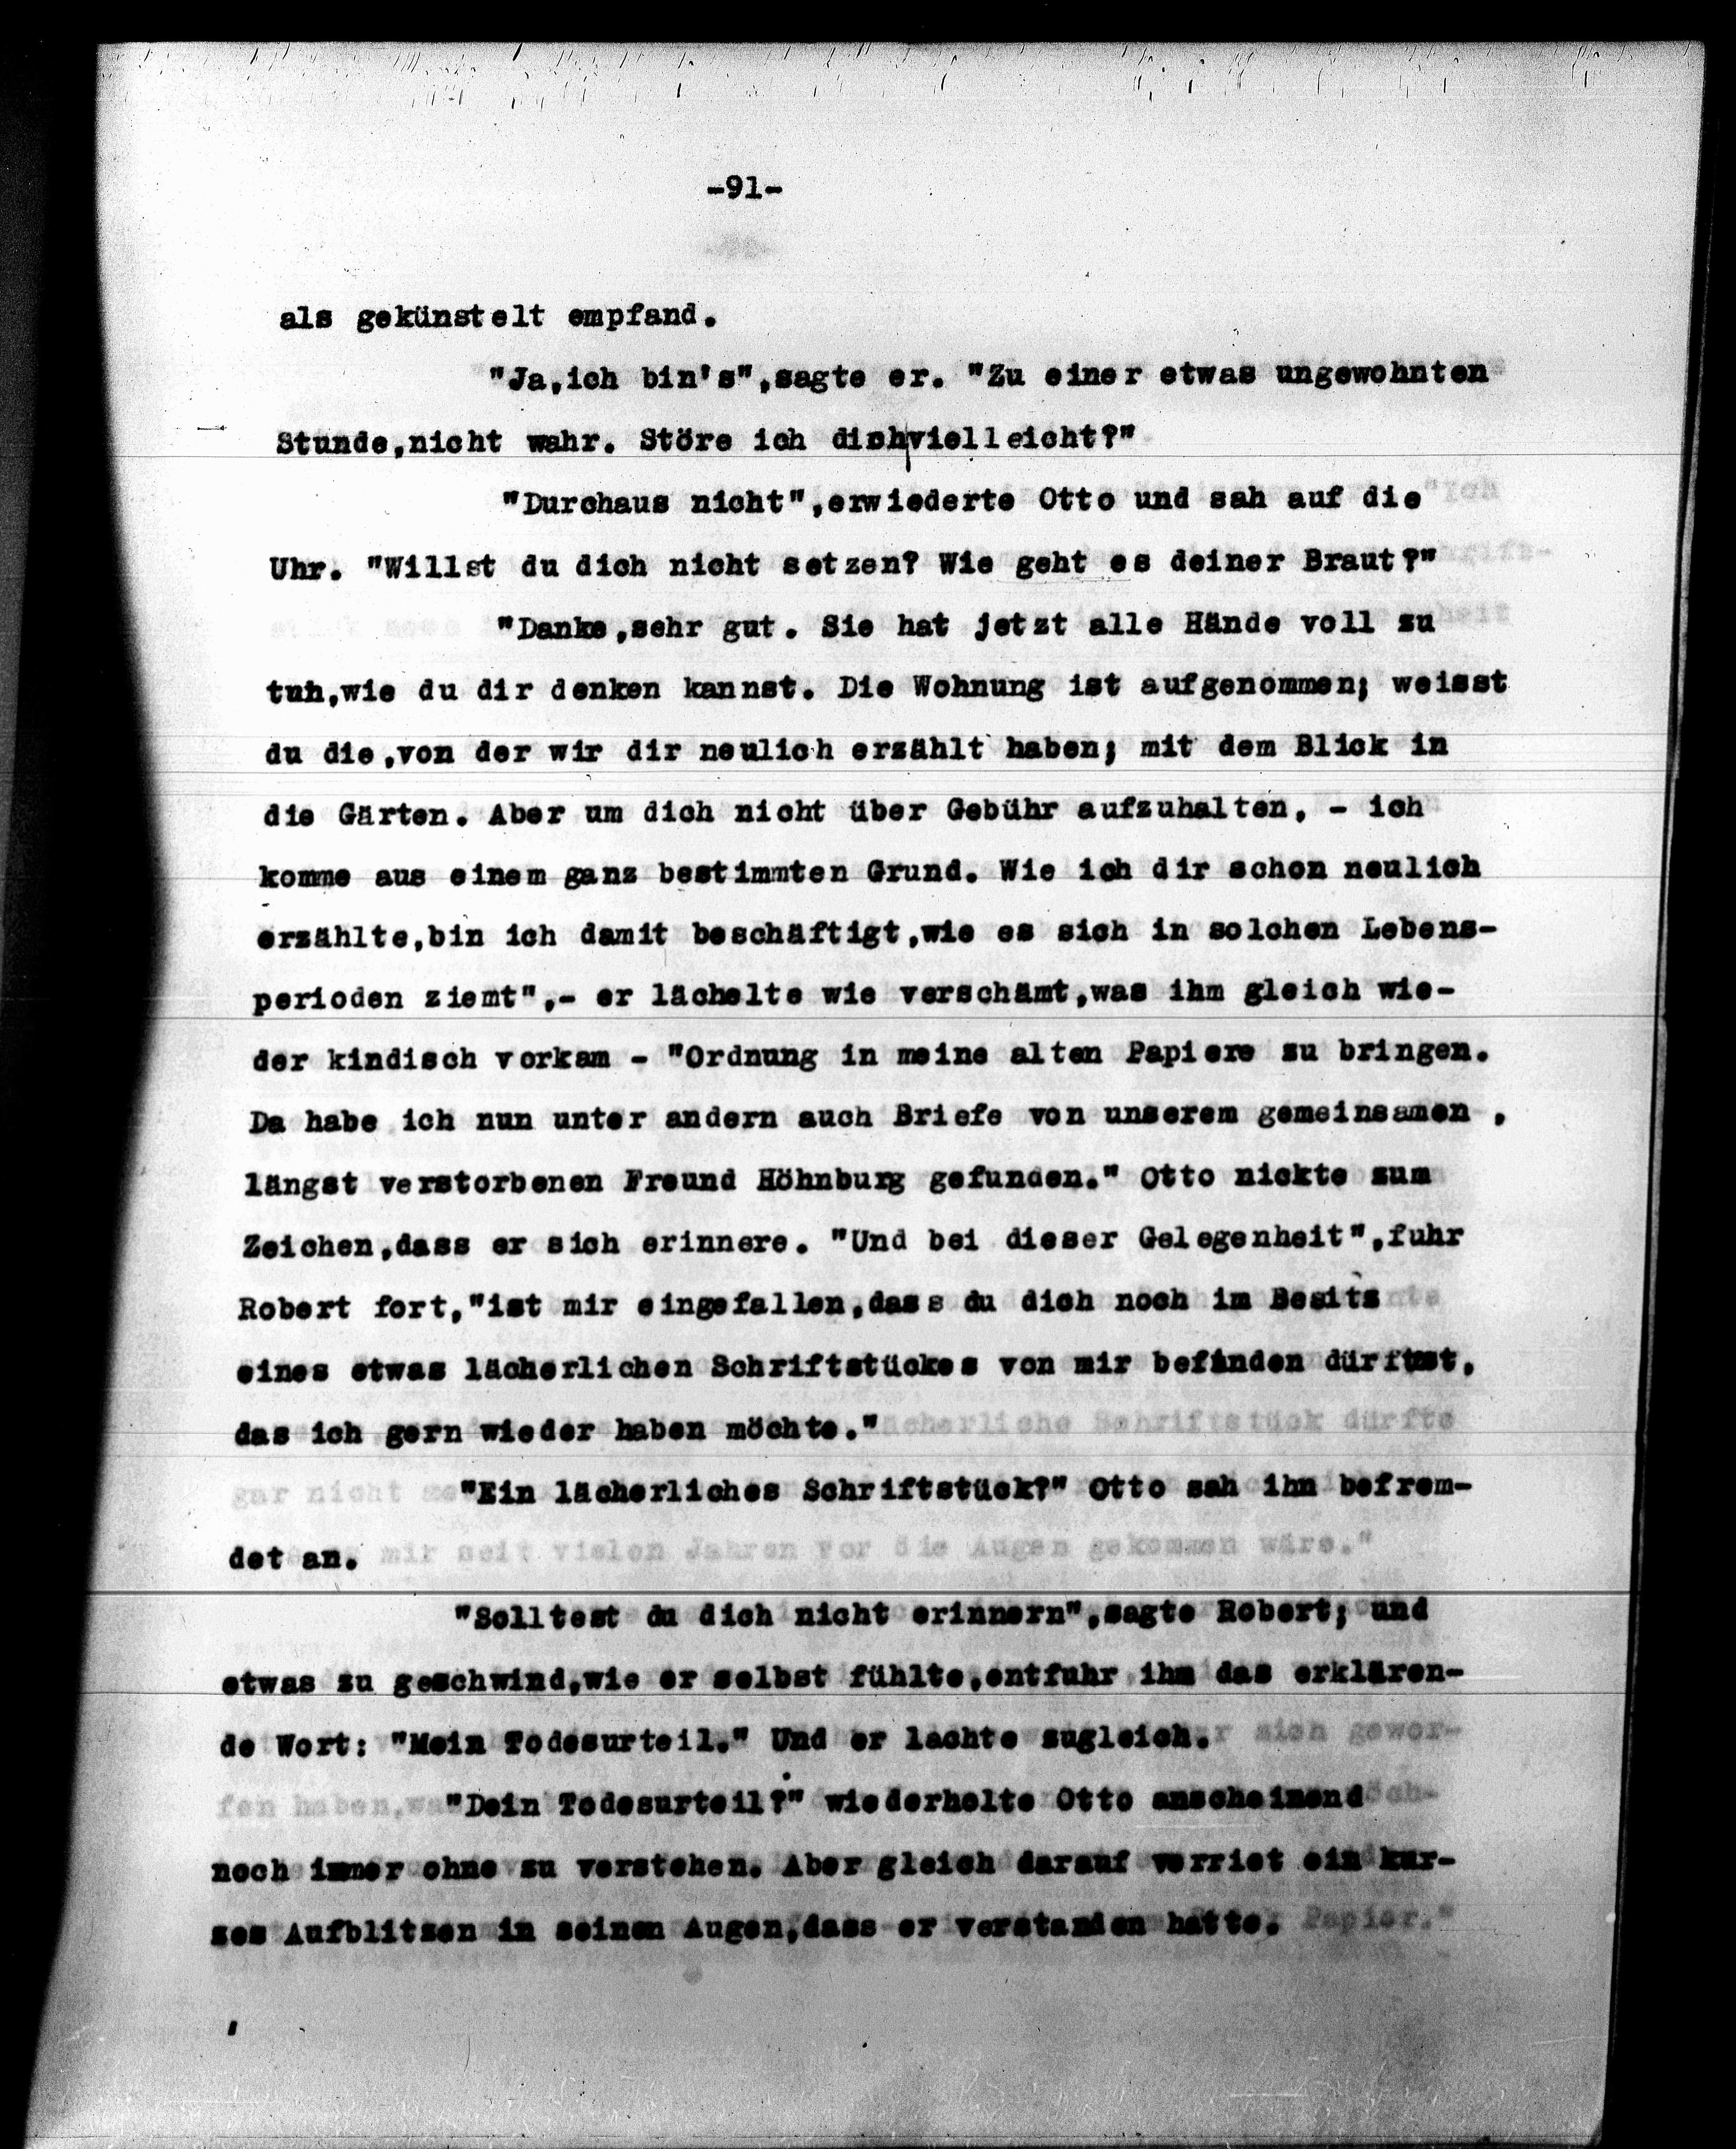 -91-
als gekünstelt empfand.
"Ja,ich bin's",sagte er. "Zu einer etwas ungewohnten
Stunde,nicht wahr. Störe ich dich vielleicht?"
"Durchaus nicht",erwiederte Otto und sah auf die
Uhr. "Willst du dich nicht setzen? Wie geht es deiner Braut?"
"Danke,sehr gut. Sie hat jetzt alle Hände voll zu
tuh,wie du dir denken kannst. Die Wohnung ist aufgenommen; weisst
du die,von der wir dir neulich erzählt haben; mit dem Blick in
die Gärten. Aber um dich nicht über Gebühr aufzuhalten, - ich
komme aus einem ganz bestimmten Grund. Wie ich dir schon neulich
erzählte,bin ich damit beschäftigt,wie es sich in solchen Lebens-
perioden ziemt",- er lächelte wie verschämt,was ihm gleich wie-
der kindisch vorkam - "Ordnung in meine alten Papiere zu bringen.
Da habe ich nun unter andern auch Briefe von unserem gemeinsamen ,
längst verstorbenen Freund Höhnburg gefunden." Otto nickte zum
Zeichen,dass er sich erinnere. "Und bei dieser Gelegenheit",fuhr
Robert fort,"ist mir eingefallen,dass du dich noch im Besitz
eines etwas lächerlichen Schriftstückes von mir befinden dürftest,
das ich gern wieder haben möchte."
"Ein lächerliches Schriftstück?" Otto sah ihn befrem-
det an.
"Solltest du dich nicht erinnern",sagte Robert; und
etwas zu geschwind,wie er selbst fühlte,entfuhr ihm das erklären-
de Wort: "Mein Todesurteil." Und er lachte zugleich.
"Dein Todesurteil?" wiederholte Otto anscheinend
noch immer ohne zu verstehen. Aber gleich darauf verriet ein kur-
zes Aufblitzen in seinen Augen,dass er verstanden hatte.